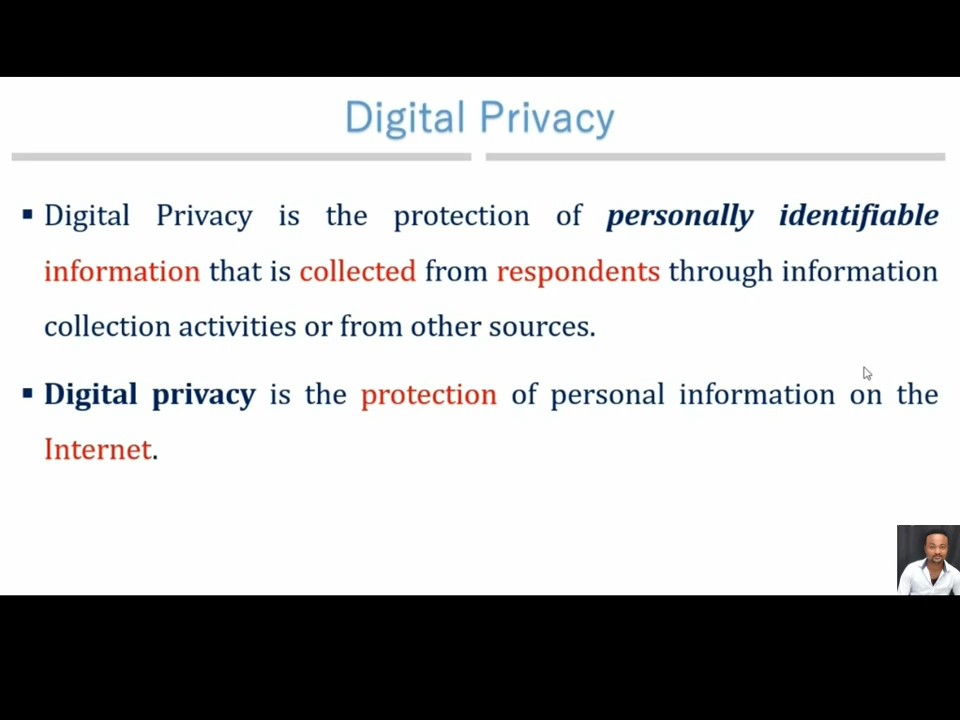 Digital Privacy
▪ Digital Privacy is the protection of personally identifiable
information that is collected from respondents through information
collection activities or from other sources.
▪ Digital privacy is the protection of personal information on the
Internet.